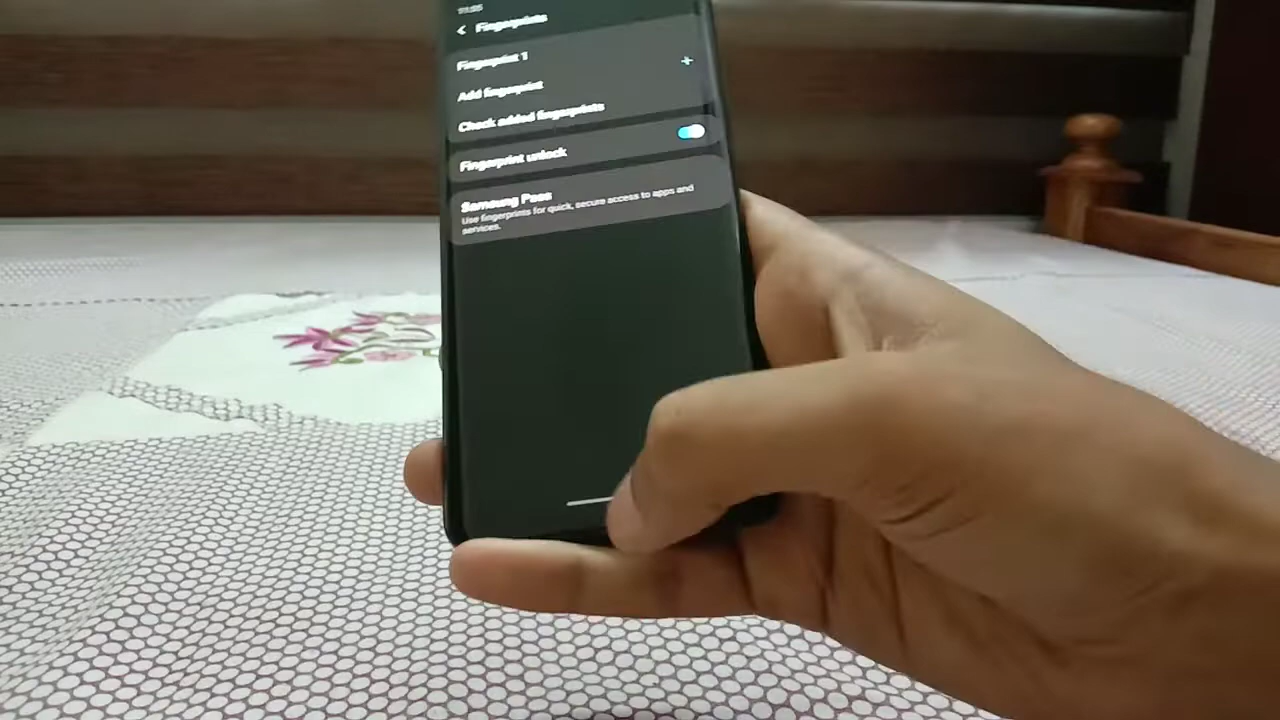 Fingerprints
Fingerprint 1
Add fingerprint
Check added fingerprints
Fingerprint unlock
Samsung Pass
Use fingerprints for quick, secure access to apps and
services.